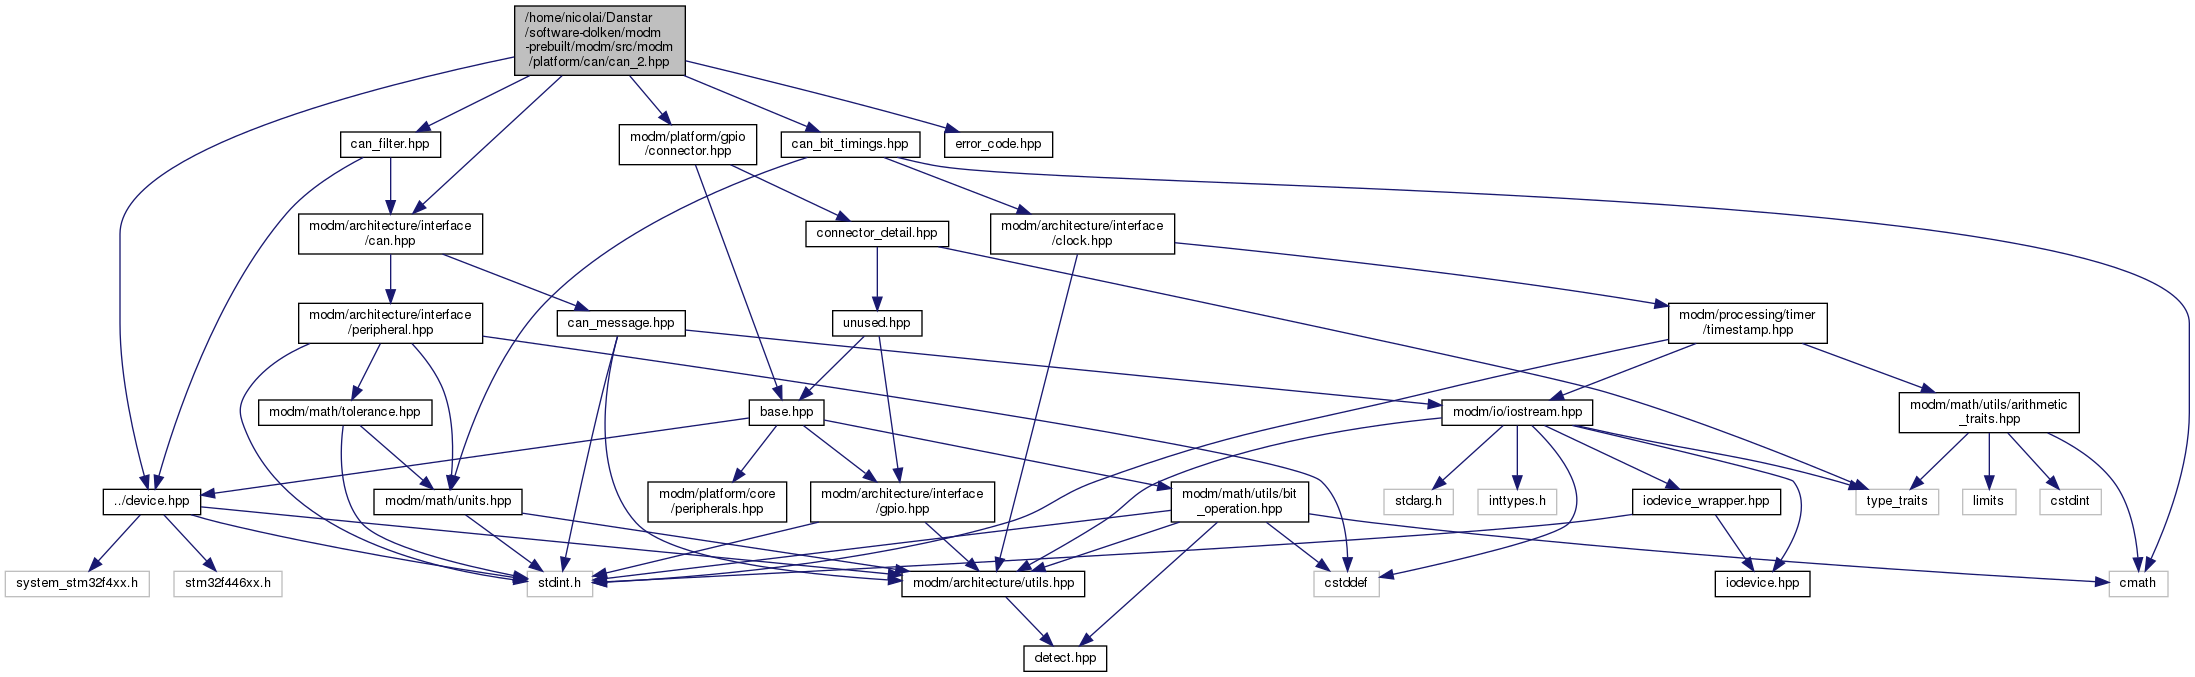 /home/nicolai/Danstar
/software-dolken/modm
-prebuilt/modm/src/modm
/platform/can/can_2.hpp
can_filter.hpp
modm/platform/gpio
/connector.hpp
can_bit_timings.hpp
error_code.hpp
modm/architecture/interface
/can.hpp
connector_detail.hpp
modm/architecture/interface
/clock.hpp
modm/architecture/interface
/peripheral.hpp
can_message.hpp
unused.hpp
modm/processing/timer
/timestamp.hpp
modm/math/tolerance.hpp
base.hpp
modm/io/iostream.hpp
modm/math/utils/arithmetic
_traits.hpp
../device.hpp
modm/math/units.hpp
modm/platform/core
/peripherals.hpp
modm/architecture/interface
/gpio.hpp
modm/math/utils/bit
_operation.hpp
stdarg.h
inttypes.h
iodevice_wrapper.hpp
type_traits
limits
cstdint
system_stm32f4xx.h
stm32f446xx.h
stdint.h
modm/architecture/utils.hpp
cstddef
iodevice.hpp
cmath
detect.hpp